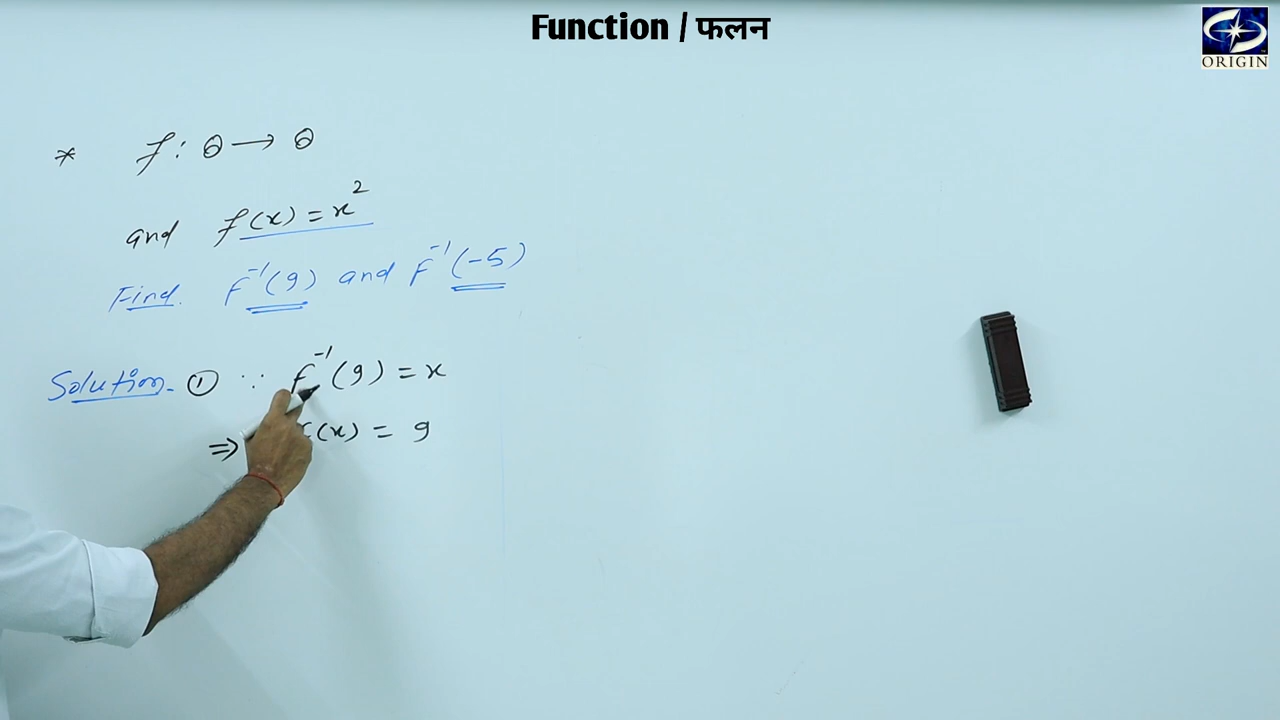 Function / फलन
ORIGIN
* f: Q → Q
and f(x) = x²
Find. f⁻¹(9) and f⁻¹(-5)
Solution. ① ∵ f⁻¹(9) = x
⇒ f(x) = 9